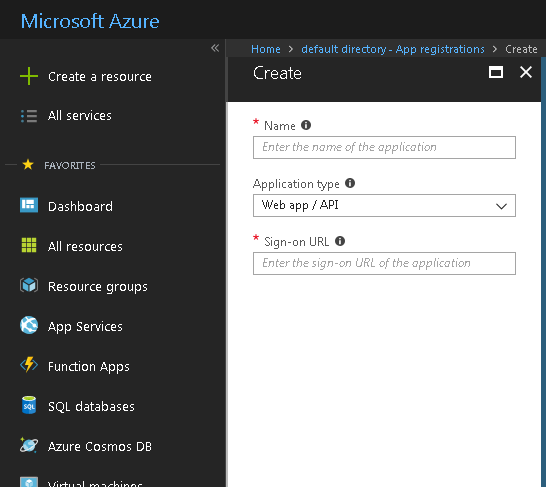 Microsoft Azure
«
Home > default directory - App registrations > Create
Create
Create a resource
All services
FAVORITES
Dashboard
All resources
Resource groups
App Services
Function Apps
SQL databases
Azure Cosmos DB
Virtual machines
* Name
Enter the name of the application
Application type
Web app / API
* Sign-on URL
Enter the sign-on URL of the application